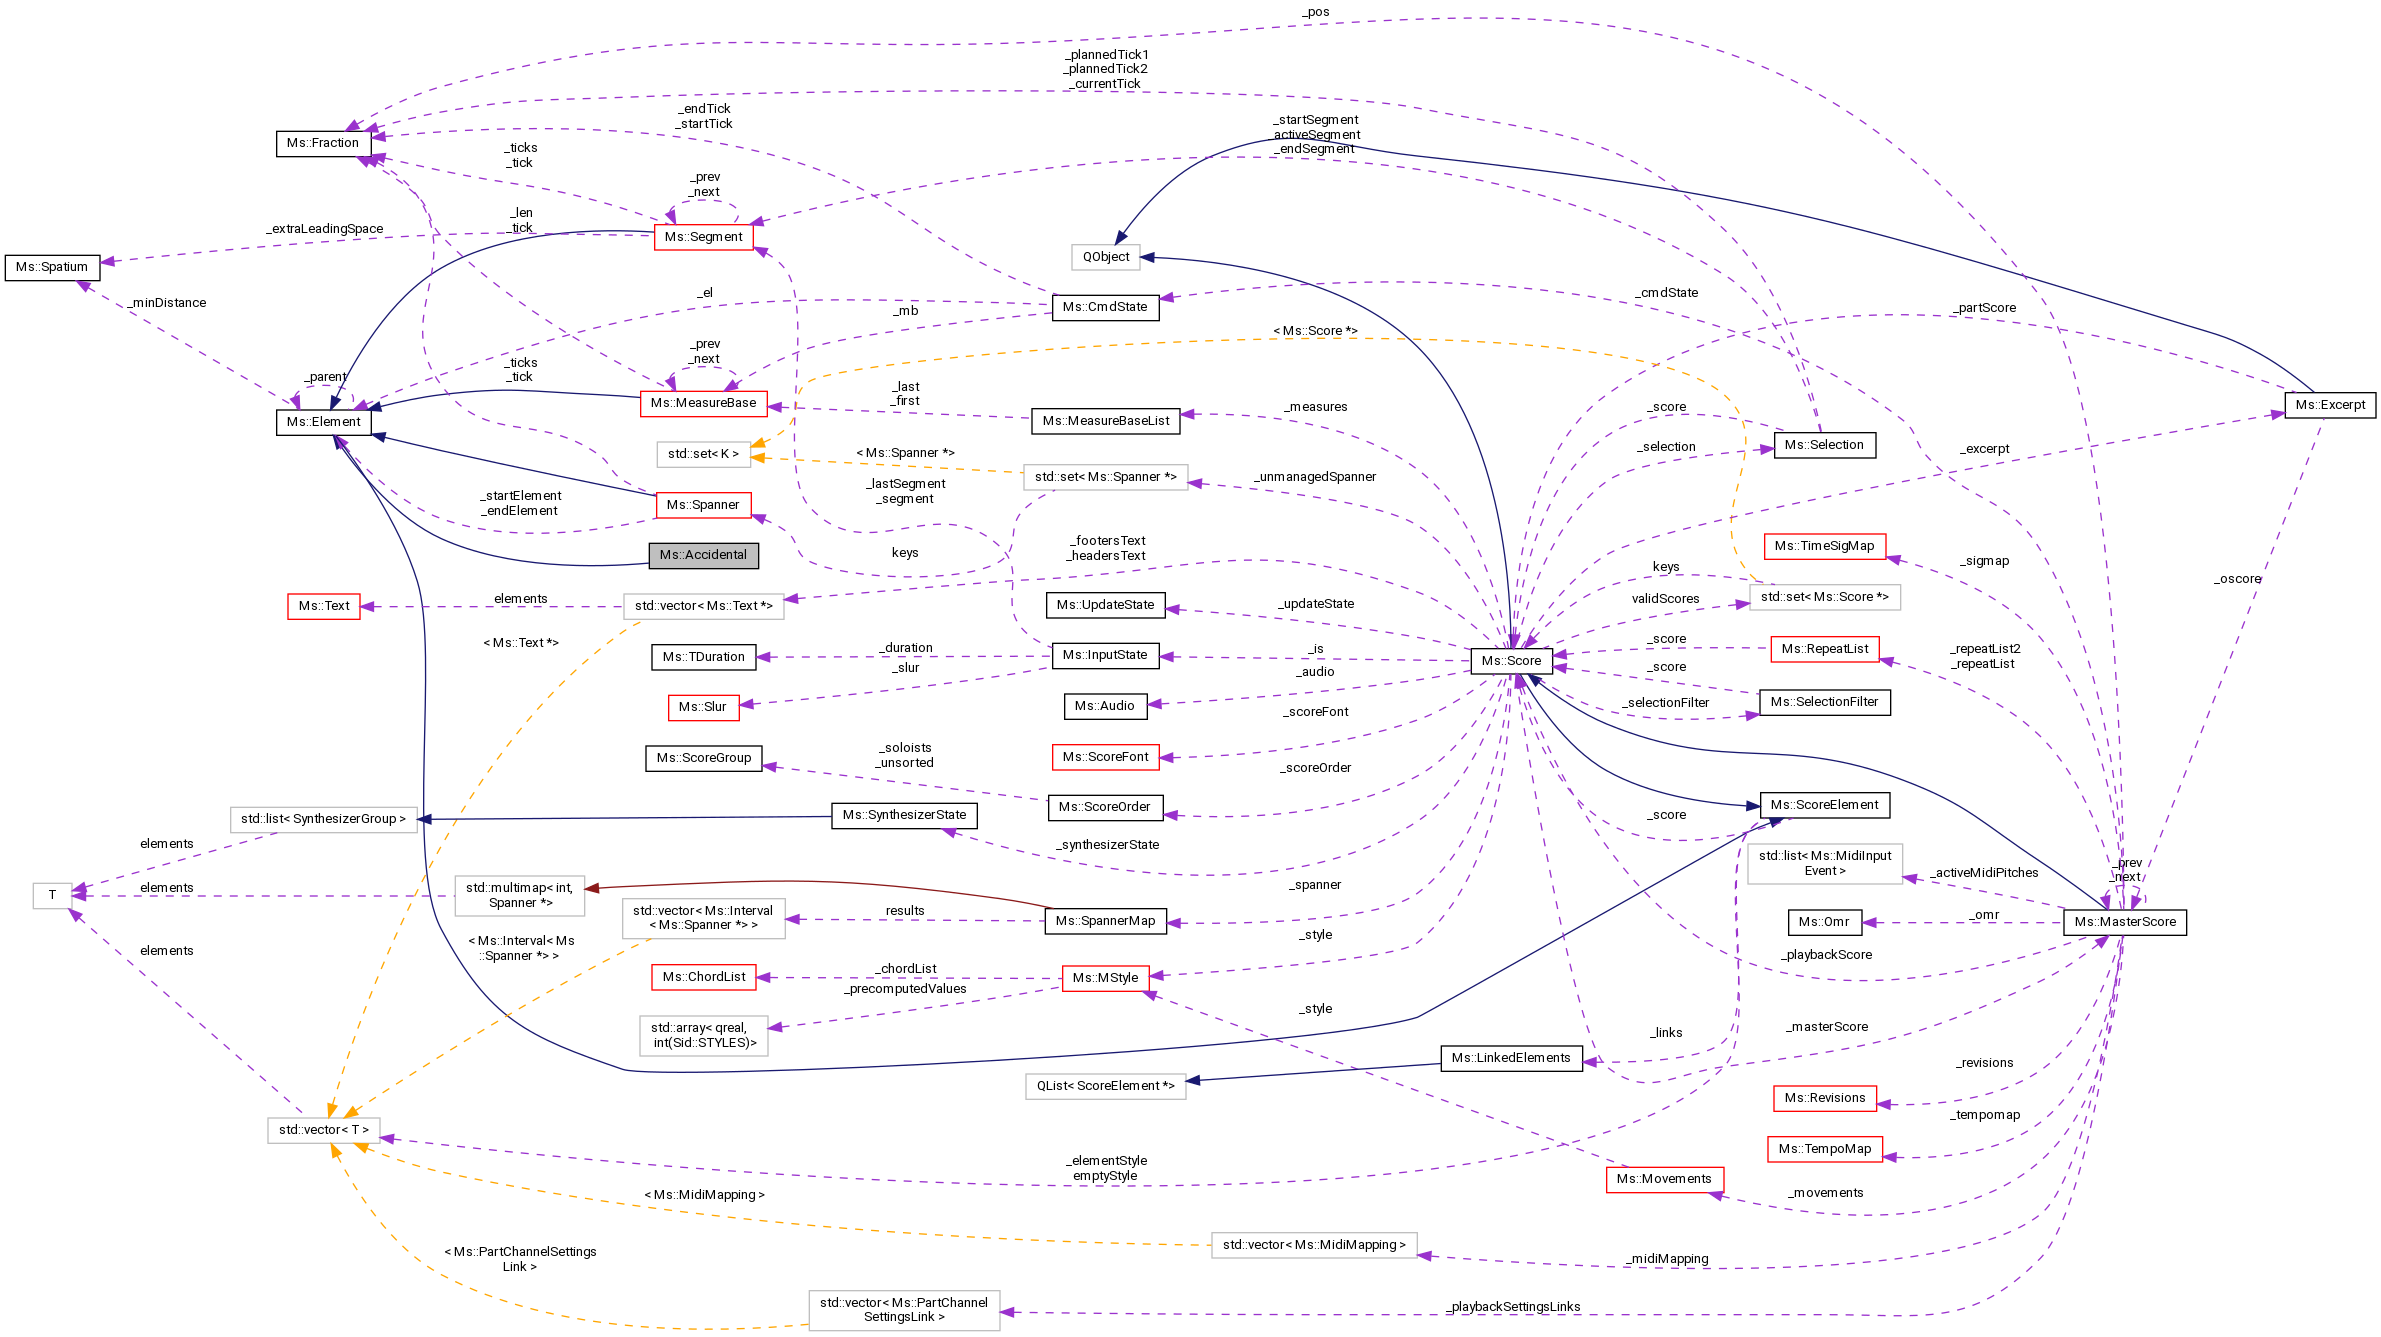 _pos
_plannedTick1
_plannedTick2
_currentTick
_endTick
_startTick
_startSegment
_activeSegment
_endSegment
Ms::Fraction
_ticks
_tick
_prev
_next
_len
_tick
_extraLeadingSpace
Ms::Segment
QObject
Ms::Spatium
_minDistance
_el
_mb
Ms::CmdState
_cmdState
_partScore
< Ms::Score *>
_prev
_next
_ticks
_tick
_parent
Ms::MeasureBase
_last
_first
_measures
_score
Ms::Excerpt
Ms::Element
Ms::MeasureBaseList
Ms::Selection
_selection
_excerpt
std::set< K >
< Ms::Spanner *>
std::set< Ms::Spanner *>
_unmanagedSpanner
_startElement
_endElement
Ms::Spanner
_lastSegment
_segment
Ms::Accidental
keys
_footersText
_headersText
Ms::TimeSigMap
_sigmap
keys
_oscore
Ms::Text
elements
std::vector< Ms::Text *>
Ms::UpdateState
_updateState
validScores
std::set< Ms::Score *>
< Ms::Text *>
Ms::TDuration
_duration
_slur
Ms::InputState
_is
Ms::Score
_score
Ms::RepeatList
_repeatList2
_repeatList
_audio
_score
Ms::Slur
Ms::Audio
_scoreFont
_selectionFilter
Ms::SelectionFilter
Ms::ScoreGroup
_soloists
_unsorted
Ms::ScoreFont
_scoreOrder
Ms::ScoreOrder
Ms::ScoreElement
std::list< SynthesizerGroup >
Ms::SynthesizerState
_score
elements
_synthesizerState
std::list< Ms::MidiInput
Event >
_activeMidiPitches
_prev
_next
T
elements
std::multimap< int,
Spanner *>
_spanner
std::vector< Ms::Interval
< Ms::Spanner *> >
results
Ms::SpannerMap
Ms::Omr
_omr
Ms::MasterScore
elements
< Ms::Interval< Ms
::Spanner *> >
_style
_playbackScore
Ms::ChordList
_chordList
_precomputedValues
Ms::MStyle
_style
std::array< qreal,
int(Sid::STYLES)>
_links
_masterScore
Ms::LinkedElements
QList< ScoreElement *>
_revisions
Ms::Revisions
_tempomap
std::vector< T >
Ms::TempoMap
_elementStyle
emptyStyle
Ms::Movements
_movements
< Ms::MidiMapping >
std::vector< Ms::MidiMapping >
_midiMapping
< Ms::PartChannelSettings
Link >
std::vector< Ms::PartChannel
SettingsLink >
_playbackSettingsLinks